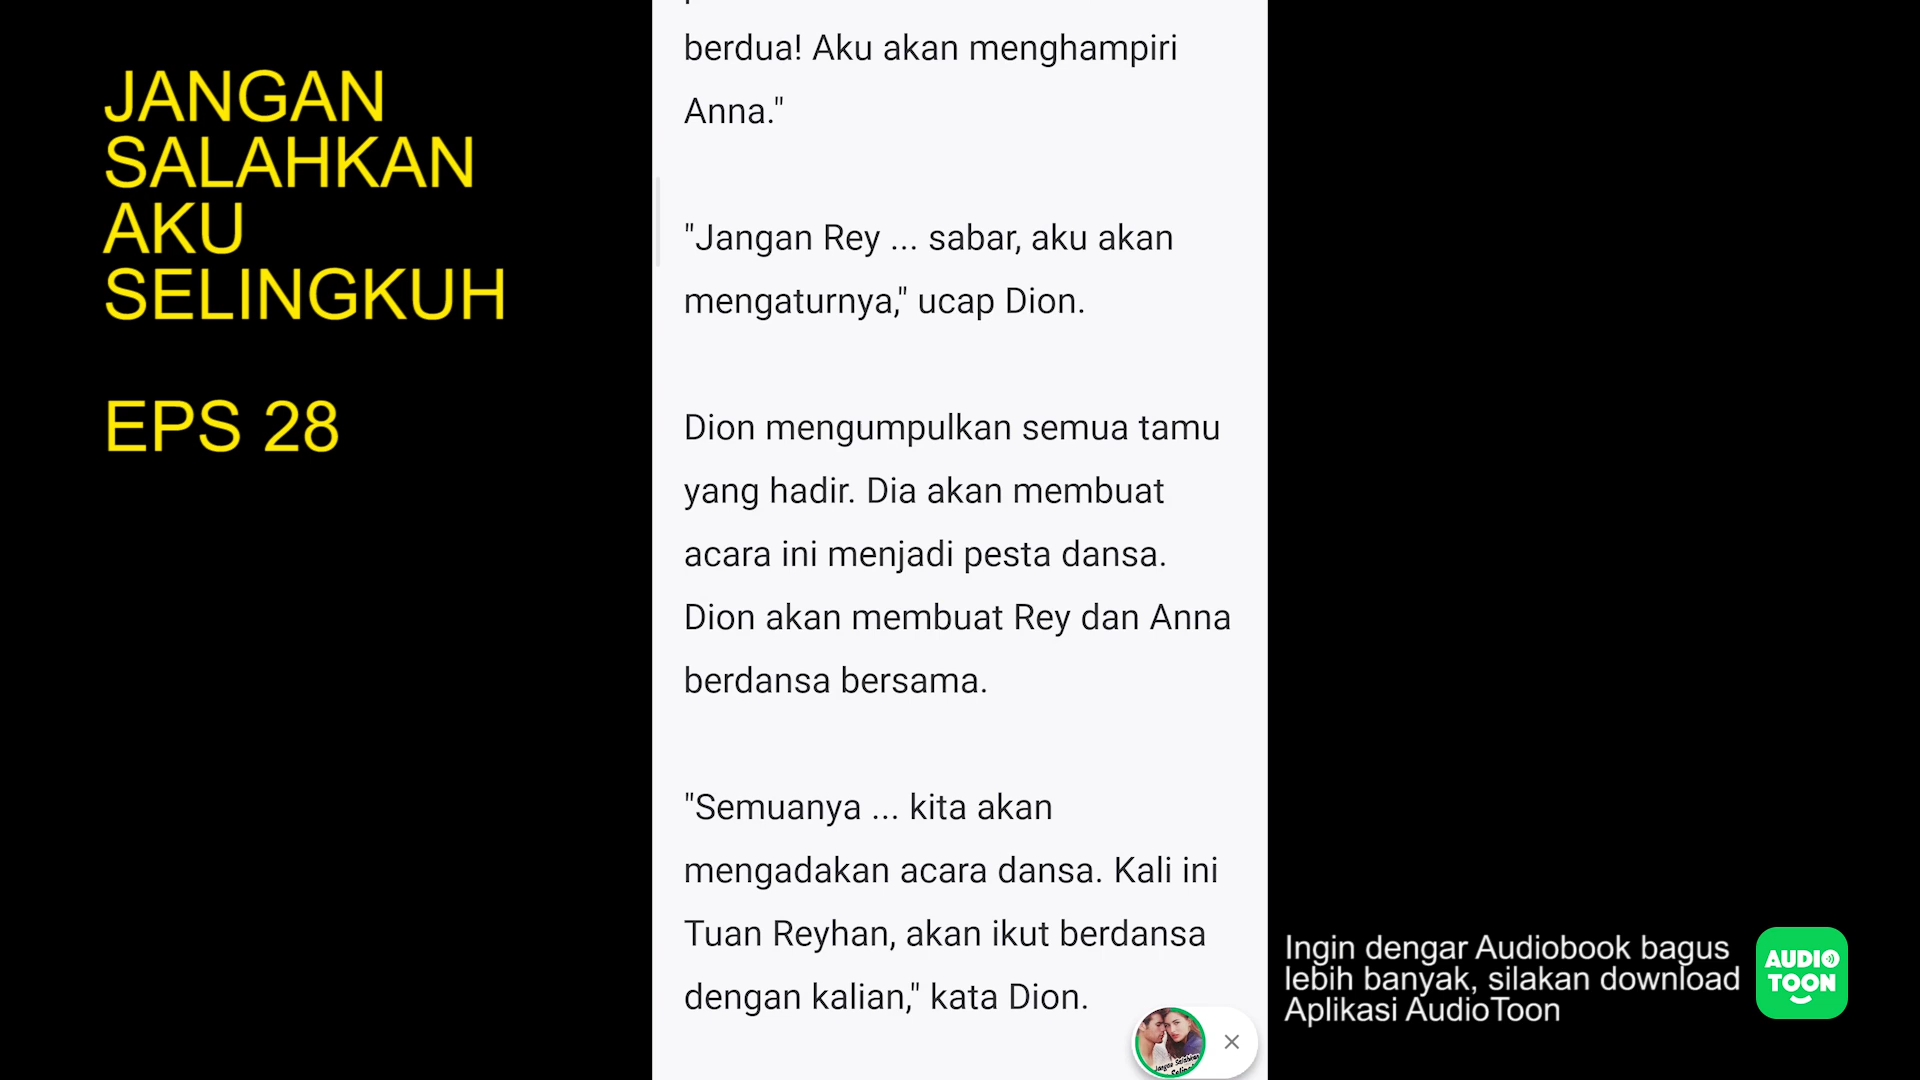 JANGAN
SALAHKAN
AKU
SELINGKUH
EPS 28
berdua! Aku akan menghampiri
Anna."
"Jangan Rey ... sabar, aku akan
mengaturnya," ucap Dion.
Dion mengumpulkan semua tamu
yang hadir. Dia akan membuat
acara ini menjadi pesta dansa.
Dion akan membuat Rey dan Anna
berdansa bersama.
"Semuanya ... kita akan
mengadakan acara dansa. Kali ini
Tuan Reyhan, akan ikut berdansa
dengan kalian," kata Dion.
Jangan Salahkan
Ingin dengar Audiobook bagus
lebih banyak, silakan download
Aplikasi AudioToon
AUDIO
TOON